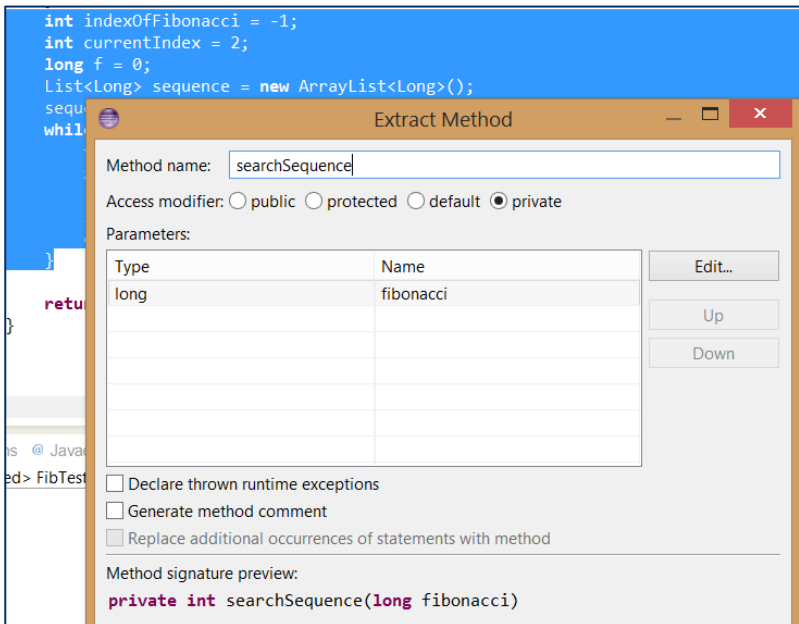 int indexOfFibonacci = -1;
int currentIndex = 2;
long f = 0;
List<Long> sequence = new ArrayList<Long>();
Extract Method
Method name: searchSequence
Access modifier: public protected default private
Parameters:
Type Name
long fibonacci
Edit...
Up
Down
}
}
@ Java
FibTest
Declare thrown runtime exceptions
Generate method comment
Replace additional occurrences of statements with method
Method signature preview:
private int searchSequence(long fibonacci)